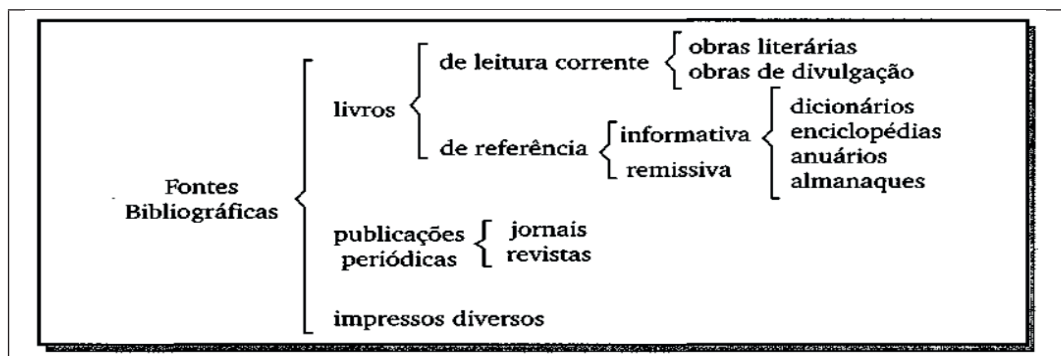 Fontes
Bibliográficas
livros
de leitura corrente
obras literárias
obras de divulgação
de referência
informativa
remissiva
dicionários
enciclopédias
anuários
almanaques
publicações
periódicas
jornais
revistas
impressos diversos